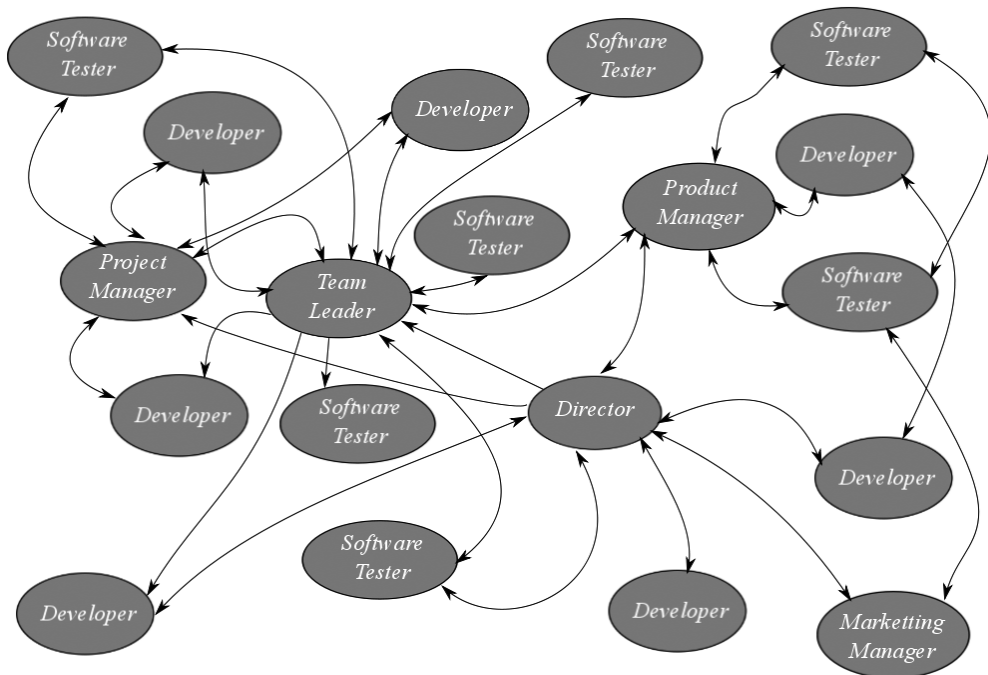 Software
Tester
Software
Tester
Software
Tester
Developer
Developer
Developer
Product
Manager
Software
Tester
Project
Manager
Team
Leader
Software
Tester
Developer
Software
Tester
Director
Developer
Software
Tester
Developer
Developer
Marketting
Manager